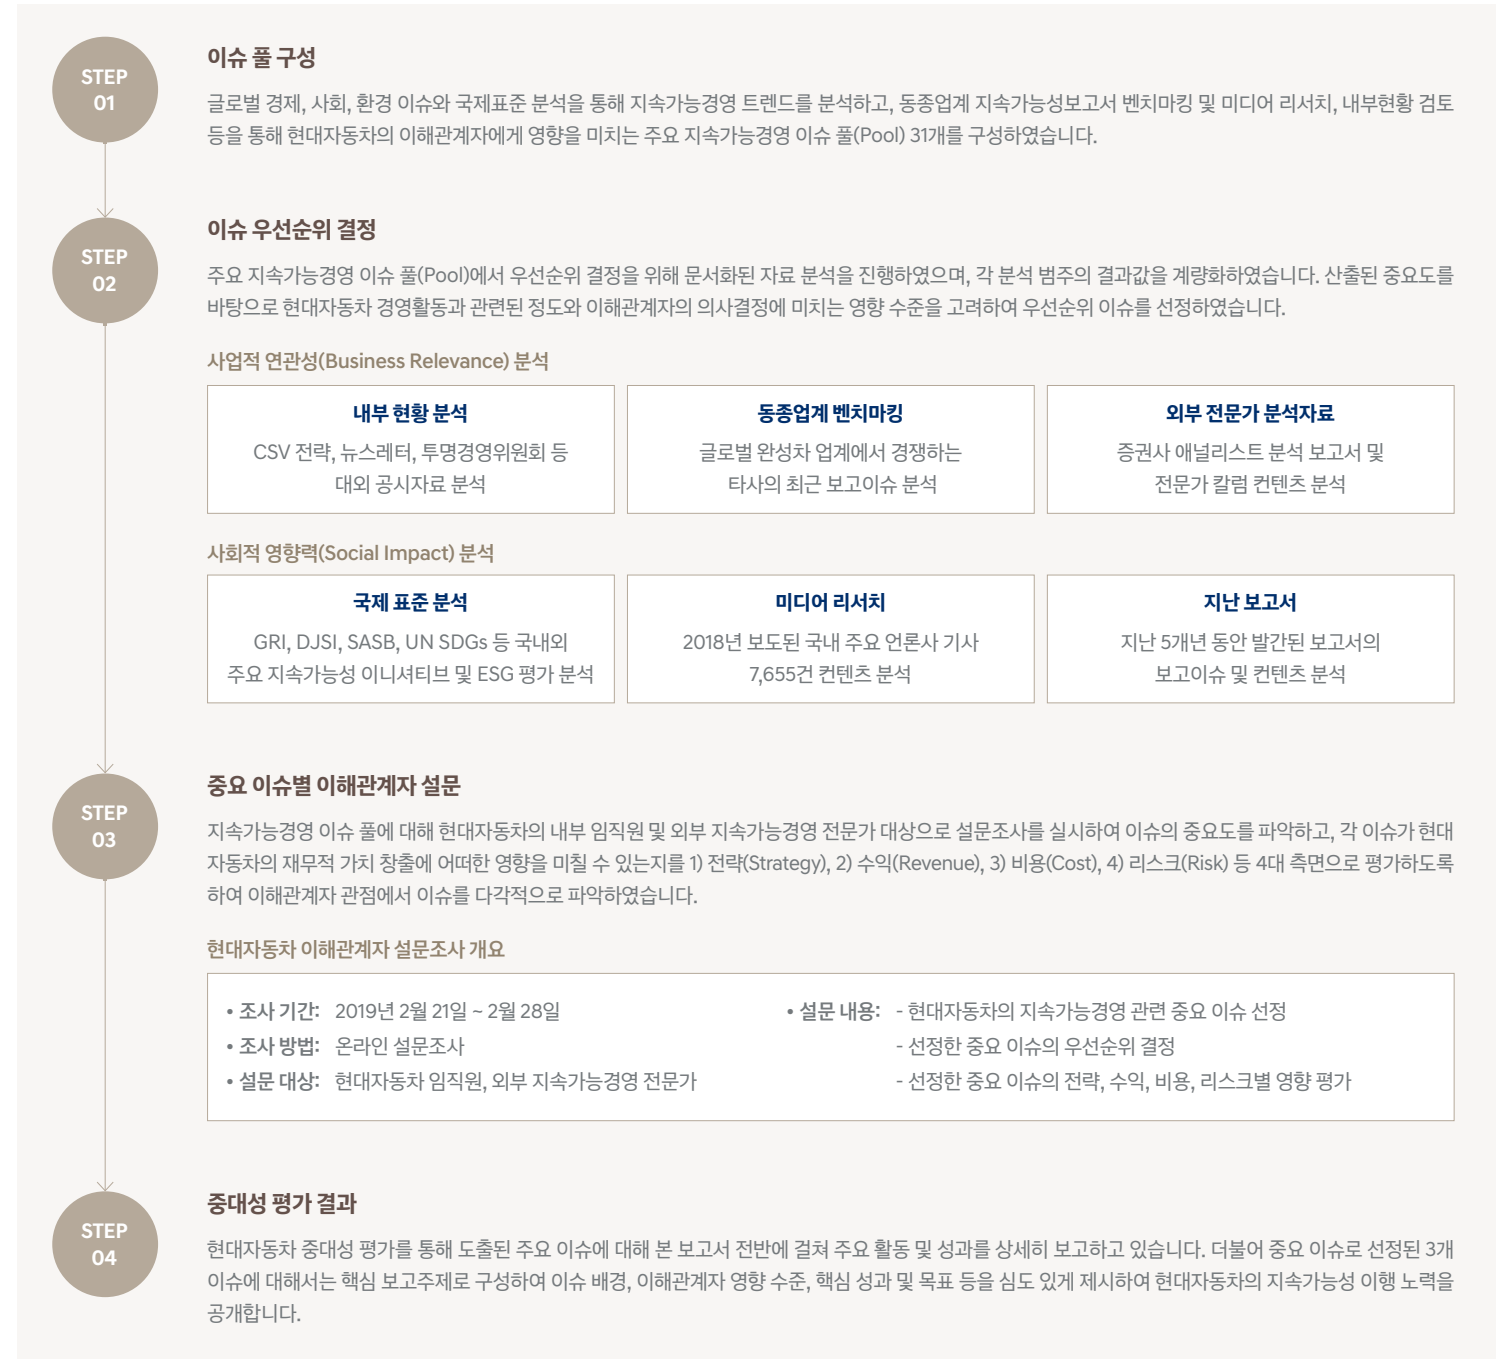 STEP
01
이슈 풀 구성
글로벌 경제, 사회, 환경 이슈와 국제표준 분석을 통해 지속가능경영 트렌드를 분석하고, 동종업계 지속가능성보고서 벤치마킹 및 미디어 리서치, 내부현황 검토
등을 통해 현대자동차의 이해관계자에게 영향을 미치는 주요 지속가능경영 이슈 풀(Pool) 31개를 구성하였습니다.
STEP
02
이슈 우선순위 결정
주요 지속가능경영 이슈 풀(Pool)에서 우선순위 결정을 위해 문서화된 자료 분석을 진행하였으며, 각 분석 범주의 결과값을 계량화하였습니다. 산출된 중요도를
바탕으로 현대자동차 경영활동과 관련된 정도와 이해관계자의 의사결정에 미치는 영향 수준을 고려하여 우선순위 이슈를 선정하였습니다.
사업적 연관성(Business Relevance) 분석
내부 현황 분석
CSV 전략, 뉴스레터, 투명경영위원회 등
대외 공시자료 분석
동종업계 벤치마킹
글로벌 완성차 업계에서 경쟁하는
타사의 최근 보고이슈 분석
외부 전문가 분석자료
증권사 애널리스트 분석 보고서 및
전문가 칼럼 컨텐츠 분석
사회적 영향력(Social Impact) 분석
국제 표준 분석
GRI, DJSI, SASB, UN SDGs 등 국내외
주요 지속가능성 이니셔티브 및 ESG 평가 분석
미디어 리서치
2018년 보도된 국내 주요 언론사 기사
7,655건 컨텐츠 분석
지난 보고서
지난 5개년 동안 발간된 보고서의
보고이슈 및 컨텐츠 분석
STEP
03
중요 이슈별 이해관계자 설문
지속가능경영 이슈 풀에 대해 현대자동차의 내부 임직원 및 외부 지속가능경영 전문가 대상으로 설문조사를 실시하여 이슈의 중요도를 파악하고, 각 이슈가 현대
자동차의 재무적 가치 창출에 어떠한 영향을 미칠 수 있는지를 1) 전략(Strategy), 2) 수익(Revenue), 3) 비용(Cost), 4) 리스크(Risk) 등 4대 측면으로 평가하도록
하여 이해관계자 관점에서 이슈를 다각적으로 파악하였습니다.
현대자동차 이해관계자 설문조사 개요
• 조사 기간: 2019년 2월 21일 ~ 2월 28일
• 조사 방법: 온라인 설문조사
• 설문 대상: 현대자동차 임직원, 외부 지속가능경영 전문가
• 설문 내용: - 현대자동차의 지속가능경영 관련 중요 이슈 선정
- 선정한 중요 이슈의 우선순위 결정
- 선정한 중요 이슈의 전략, 수익, 비용, 리스크별 영향 평가
STEP
04
중대성 평가 결과
현대자동차 중대성 평가를 통해 도출된 주요 이슈에 대해 본 보고서 전반에 걸쳐 주요 활동 및 성과를 상세히 보고하고 있습니다. 더불어 중요 이슈로 선정된 3개
이슈에 대해서는 핵심 보고주제로 구성하여 이슈 배경, 이해관계자 영향 수준, 핵심 성과 및 목표 등을 심도 있게 제시하여 현대자동차의 지속가능성 이행 노력을
공개합니다.